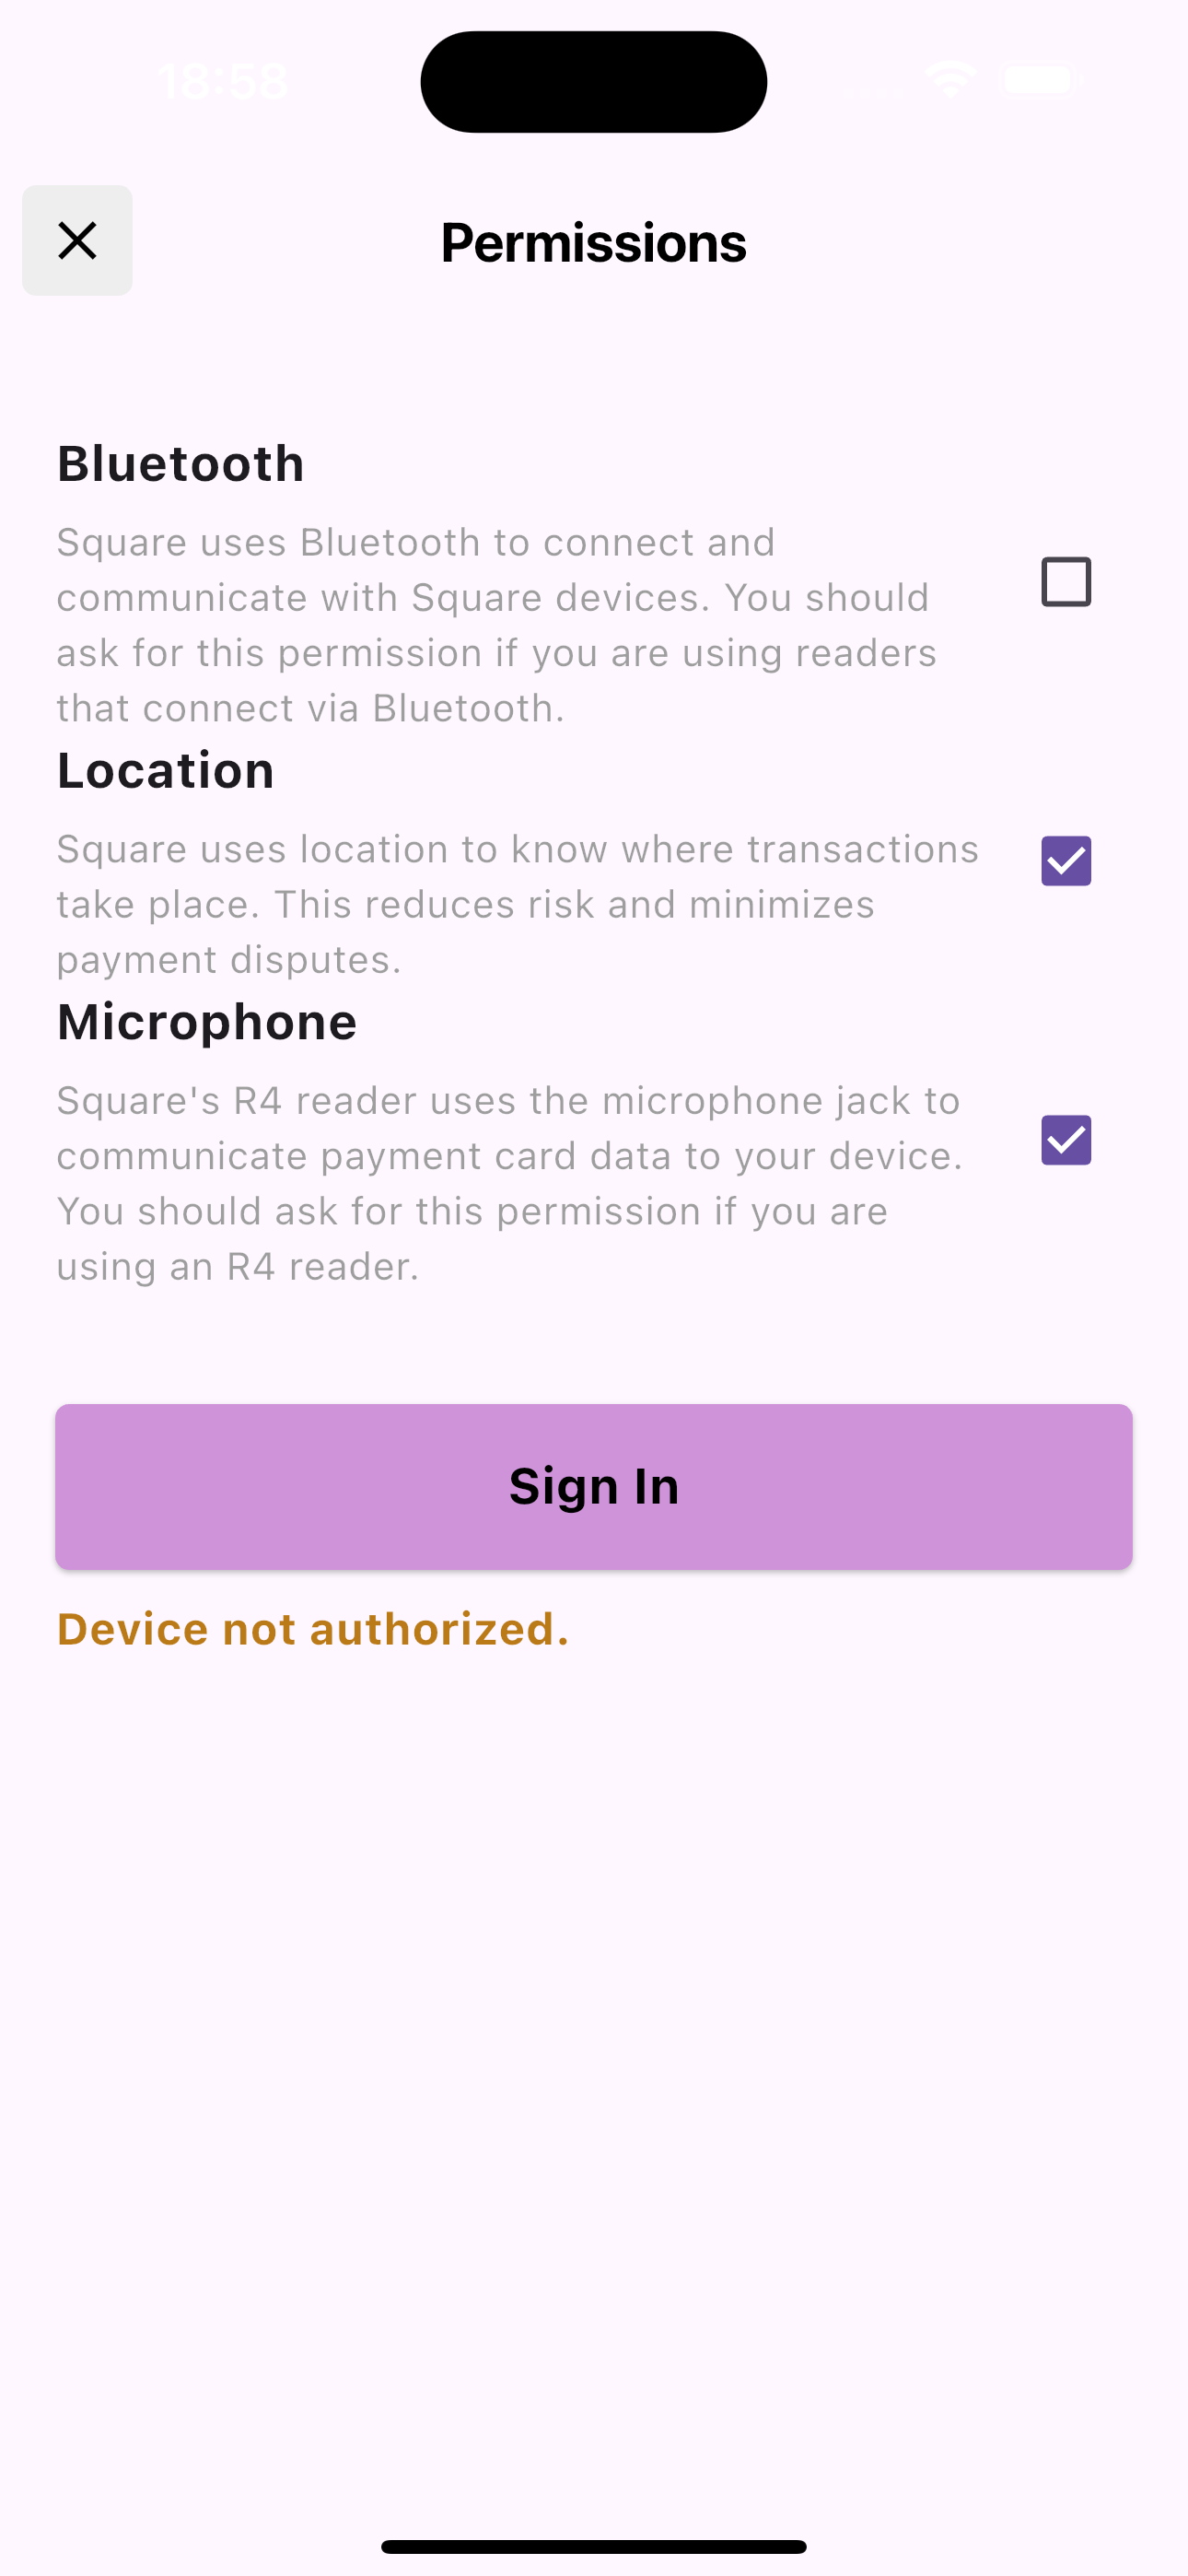 18:58
Permissions
Bluetooth
Square uses Bluetooth to connect and
communicate with Square devices. You should
ask for this permission if you are using readers
that connect via Bluetooth.
Location
Square uses location to know where transactions
take place. This reduces risk and minimizes
payment disputes.
Microphone
Square's R4 reader uses the microphone jack to
communicate payment card data to your device.
You should ask for this permission if you are
using an R4 reader.
Sign In
Device not authorized.